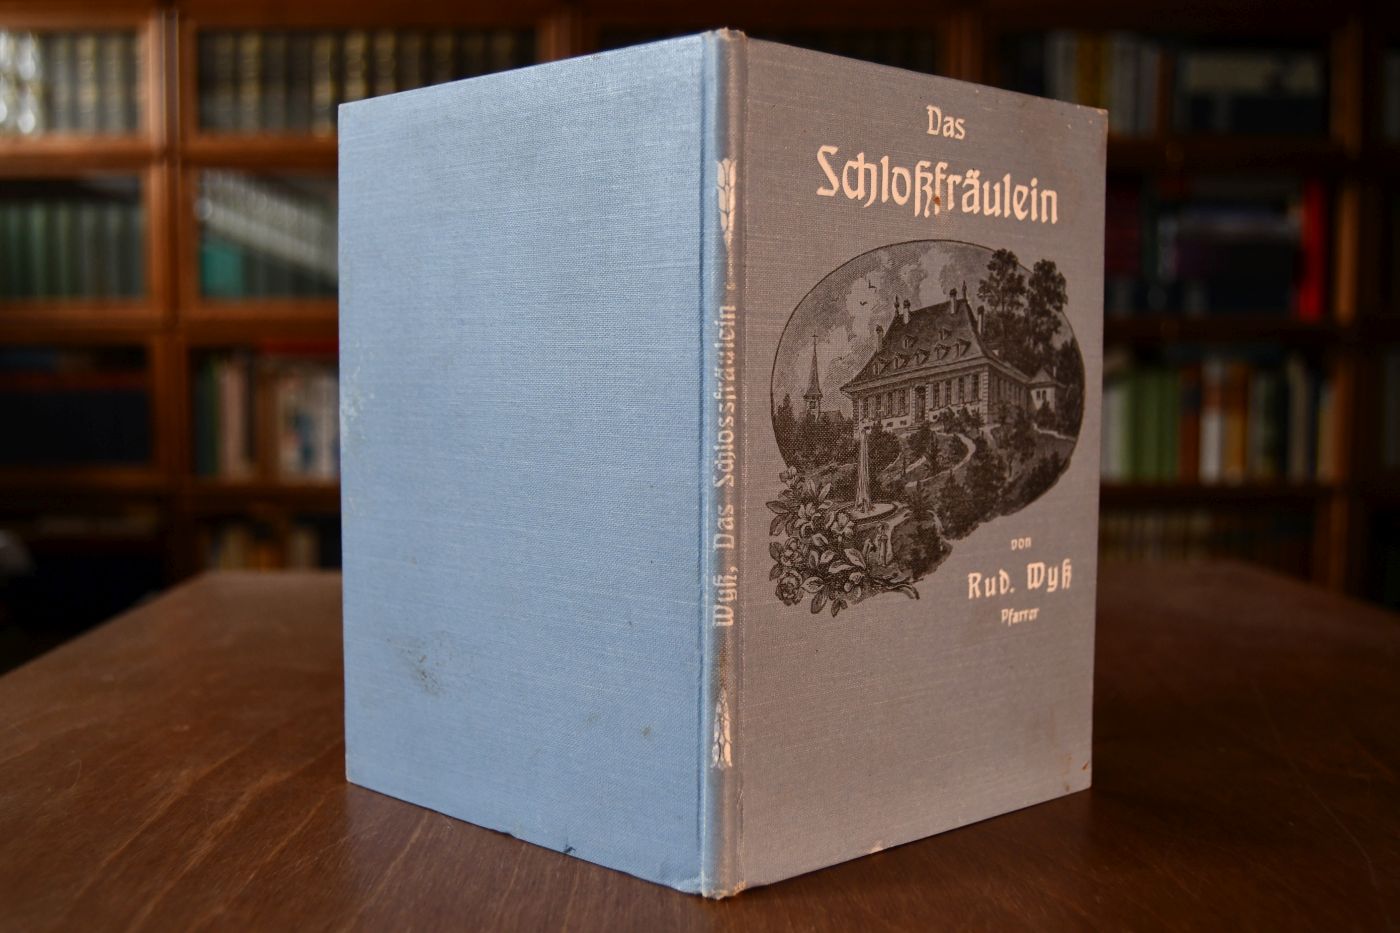 Das
Schloßfräulein
von
Rud. Wyß
Pfarrer
Wyß, Das Schlossfräulein